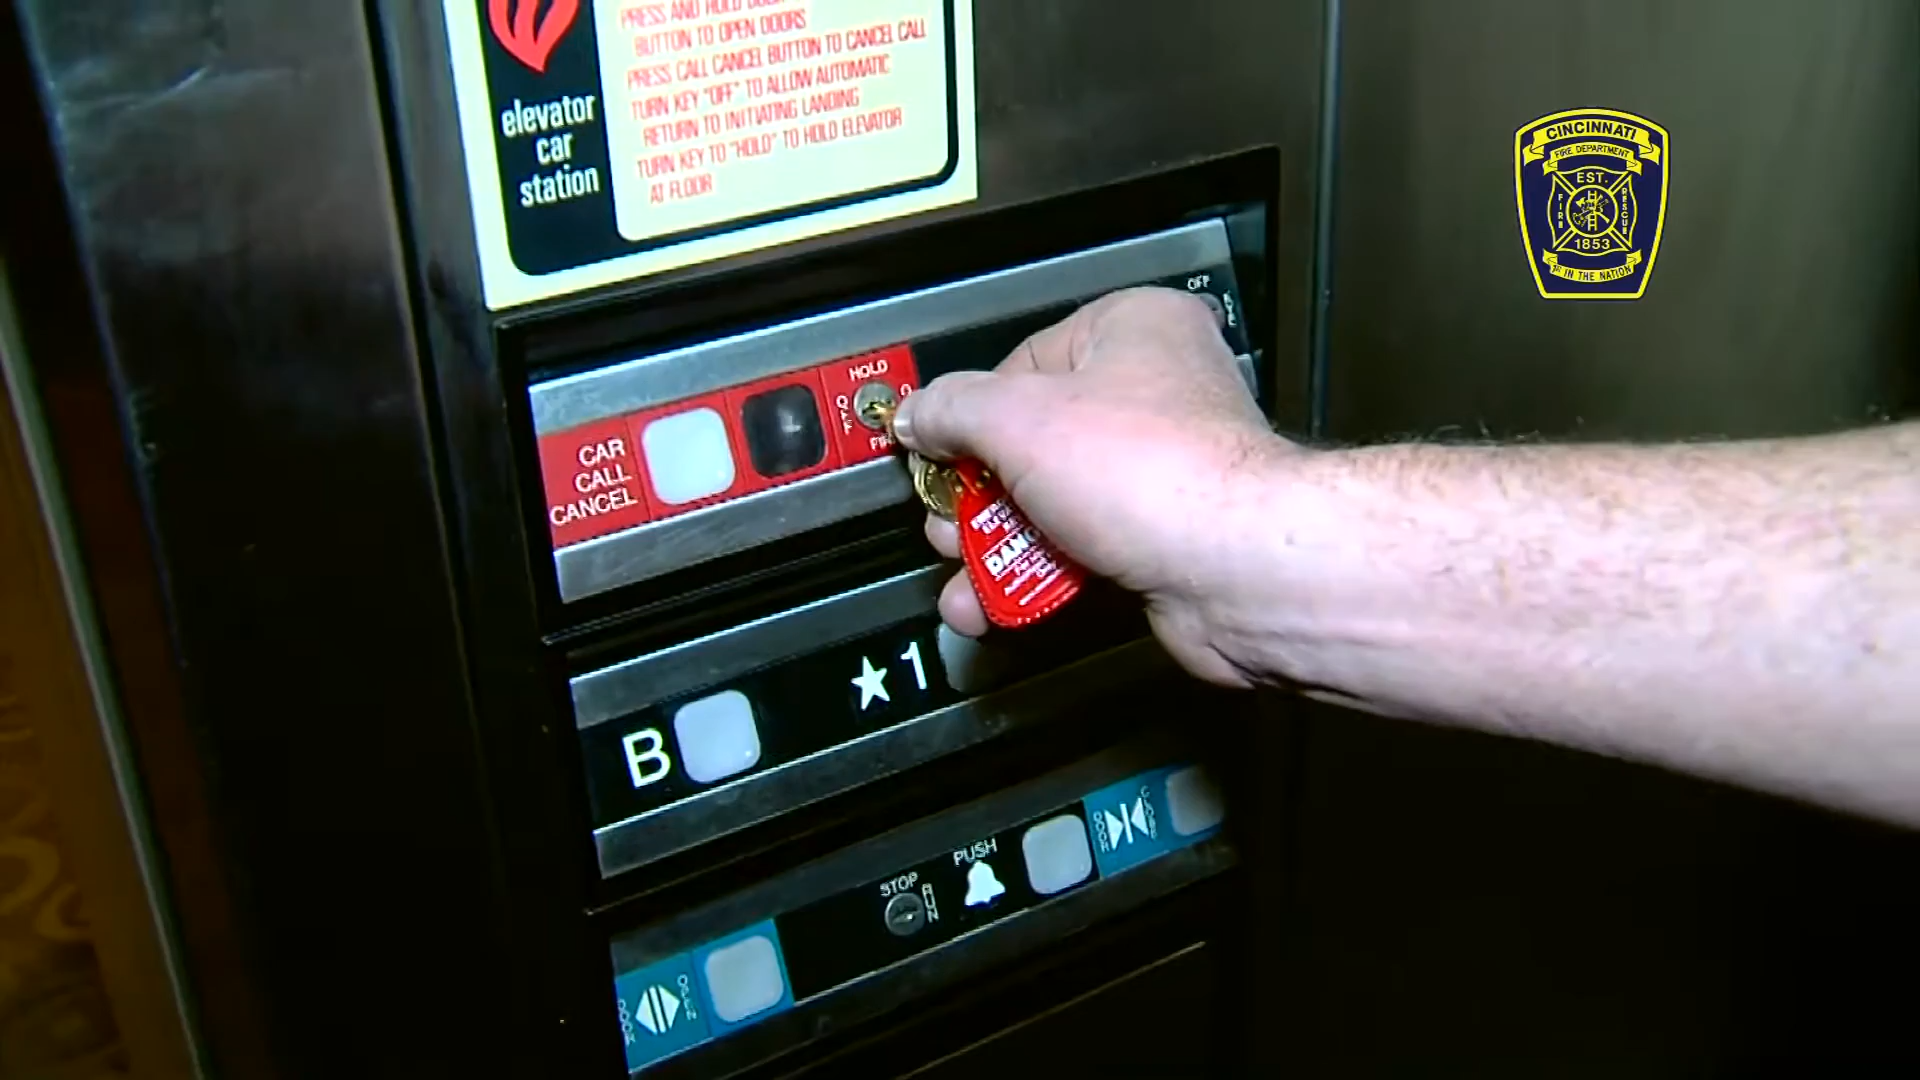 PRESS AND HOLD
BUTTON TO OPEN DOORS
PRESS CALL CANCEL BUTTON TO CANCEL CALL
TURN KEY "OFF" TO ALLOW AUTOMATIC
RETURN TO INITIATING LANDING
TURN KEY TO "HOLD" TO HOLD ELEVATOR
AT FLOOR
elevator
car
station
CINCINNATI
FIRE DEPARTMENT
EST.
FIRE
RESCUE
1853
1ST IN THE NATION
OFF
HOLD
OFF
CAR
CALL
CANCEL
DANG
★1
B
DOOR
CLOSE
PUSH
STOP
RUN
DOOR
OPEN